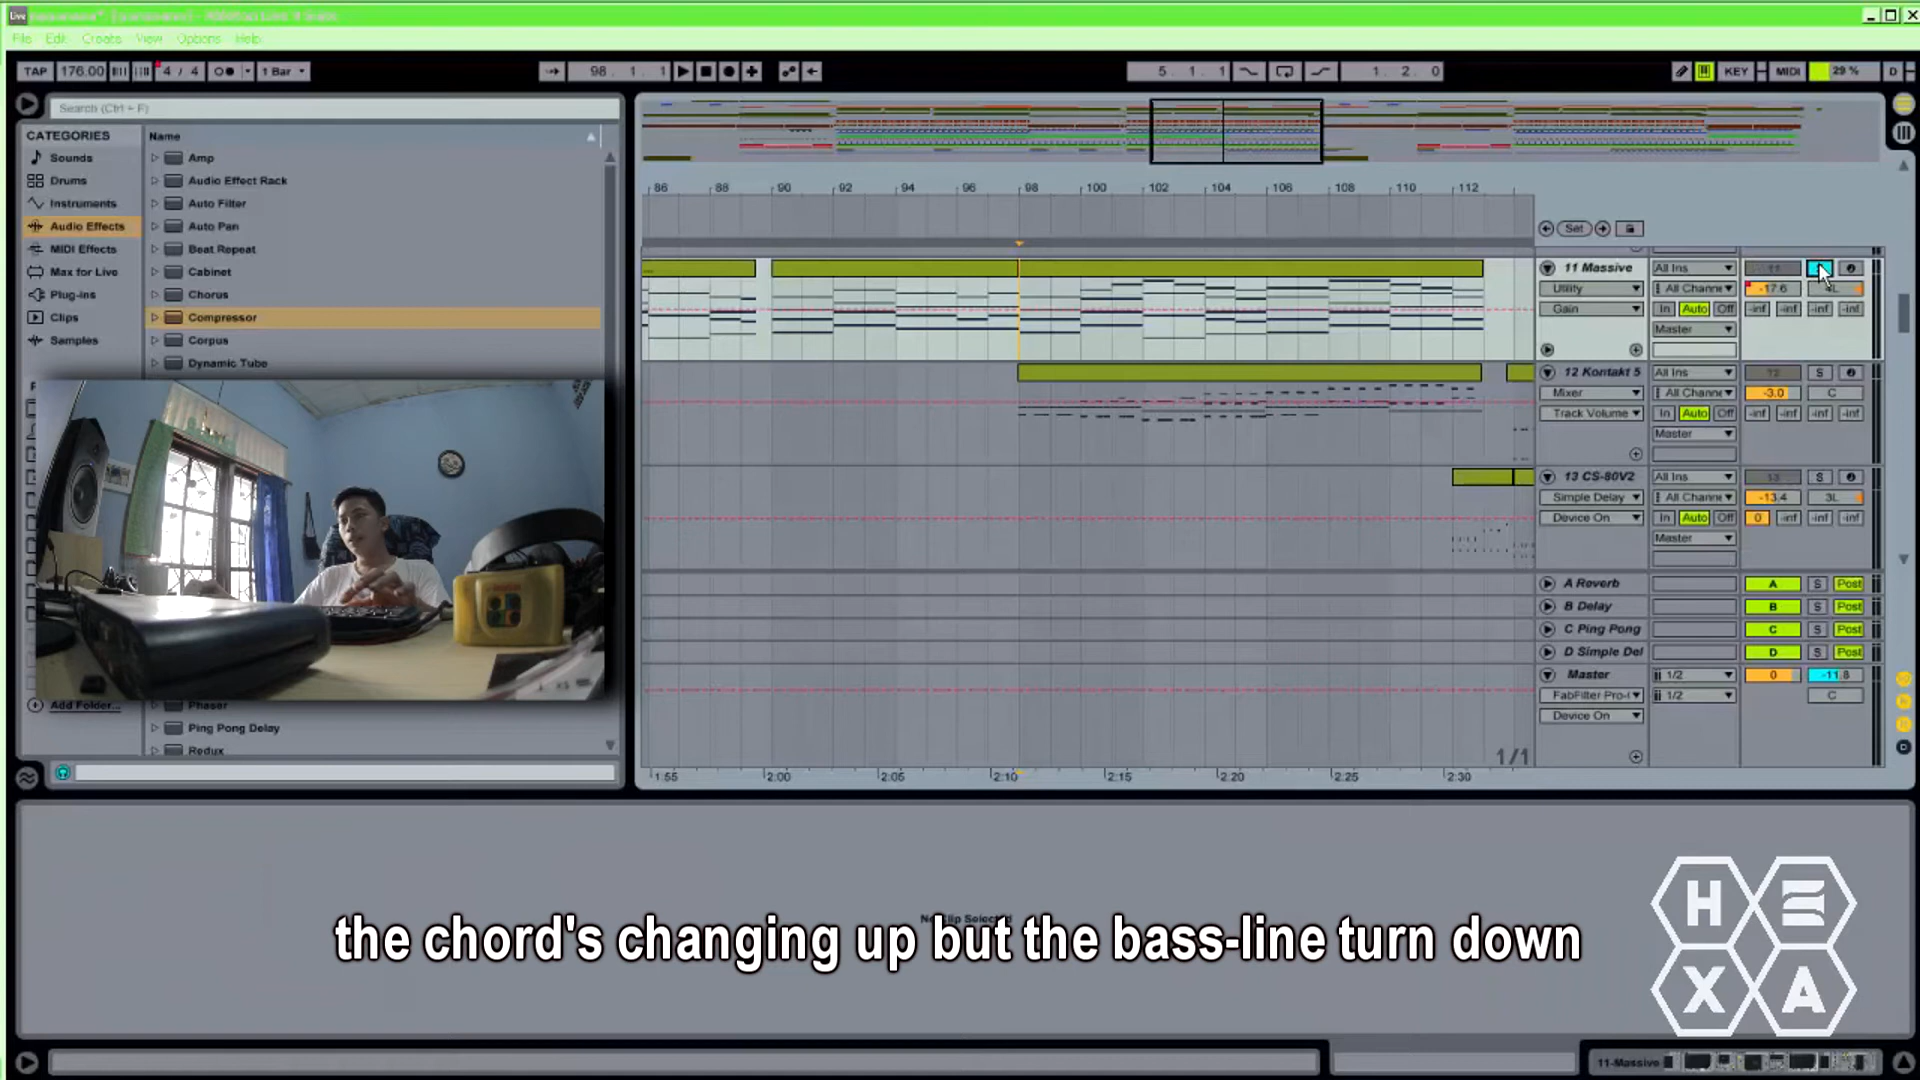 Live
File Edit Create View Options Help
TAP 176.00 4 / 4 1 Bar 98. 1. 1 5. 1. 1 1. 2. 0 KEY MIDI 29 % D
Search (Ctrl + F)
CATEGORIES
Sounds
Drums
Instruments
Audio Effects
MIDI Effects
Max for Live
Plug-ins
Clips
Samples
Add Folder...
Name
Amp
Audio Effect Rack
Auto Filter
Auto Pan
Beat Repeat
Cabinet
Chorus
Compressor
Corpus
Dynamic Tube
Phaser
Ping Pong Delay
Redux
86 88 90 92 94 96 98 100 102 104 106 108 110 112
Set
11 Massive All Ins 11
Utility All Channe -17.6 4L
Gain In Auto Off -inf -inf -inf -inf
Master
12 Kontakt 5 All Ins 12 S
Mixer All Channe -3.0 C
Track Volume In Auto Off -inf -inf -inf -inf
Master
13 CS-80V2 All Ins 13 S
Simple Delay All Channe -13.4 3L
Device On In Auto Off 0 -inf -inf -inf
Master
A Reverb A S Post
B Delay B S Post
C Ping Pong C S Post
D Simple Del D S Post
Master 1/2 0 -11.8
FabFilter Pro- 1/2 C
Device On
1/1
1:55 2:00 2:05 2:10 2:15 2:20 2:25 2:30
No Clip Selected
the chord's changing up but the bass-line turn down
HEXA
11-Massive